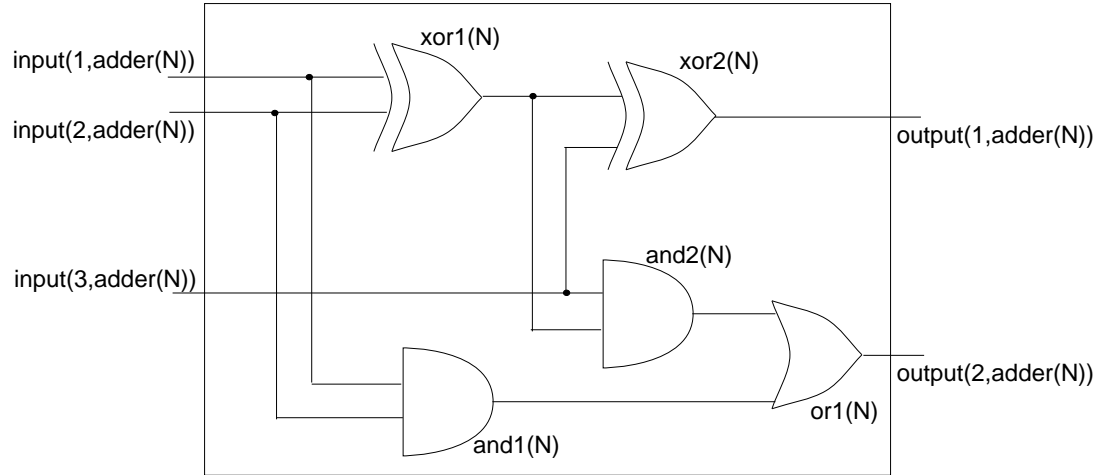 xor1(N)
input(1,adder(N))
xor2(N)
input(2,adder(N))
output(1,adder(N))
and2(N)
input(3,adder(N))
output(2,adder(N))
or1(N)
and1(N)